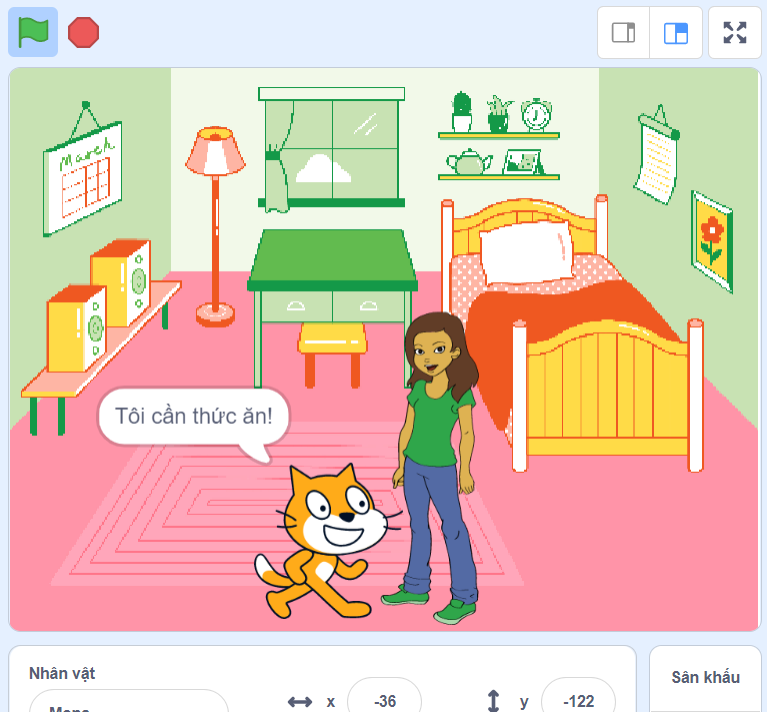 March
Tôi cần thức ăn!
Nhân vật
Sân khấu
x
-36
y
-122